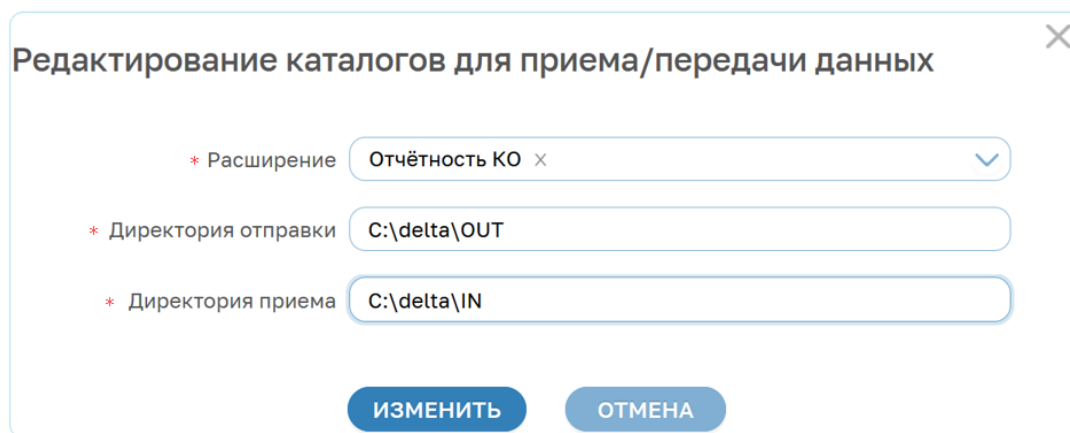 Редактирование каталогов для приема/передачи данных
* Расширение Отчётность КО ×
* Директория отправки C:\delta\OUT
* Директория приема C:\delta\IN
ИЗМЕНИТЬ ОТМЕНА